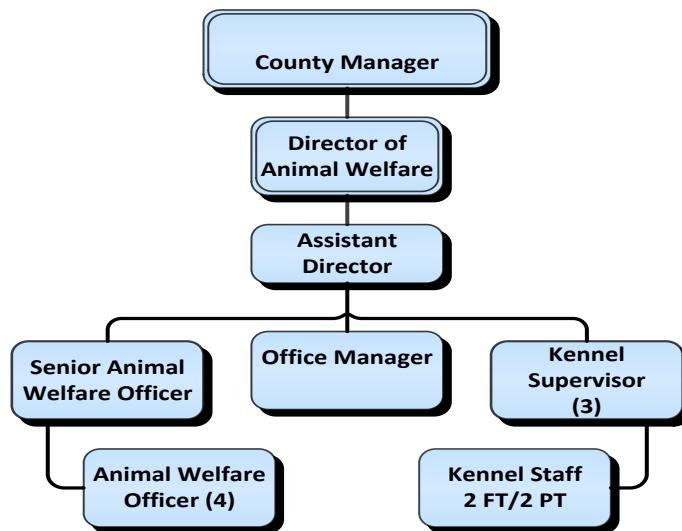 County Manager
Director of
Animal Welfare
Assistant
Director
Senior Animal
Welfare Officer
Office Manager
Kennel
Supervisor
(3)
Animal Welfare
Officer (4)
Kennel Staff
2 FT/2 PT